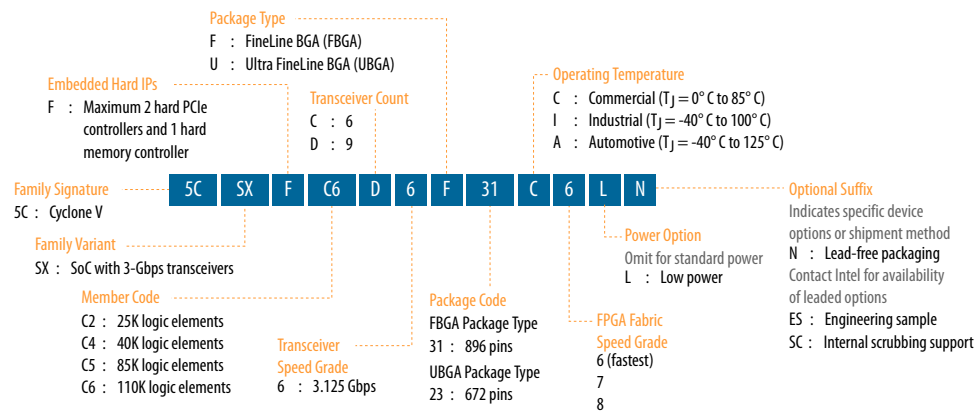 Package Type
F : FineLine BGA (FBGA)
U : Ultra FineLine BGA (UBGA)
Embedded Hard IPs
F : Maximum 2 hard PCIe
controllers and 1 hard
memory controller
Transceiver Count
C : 6
D : 9
Operating Temperature
C : Commercial (TJ = 0° C to 85° C)
I : Industrial (TJ = -40° C to 100° C)
A : Automotive (TJ = -40° C to 125° C)
5C SX F C6 D 6 F 31 C 6 L N
Family Signature
5C : Cyclone V
Family Variant
SX : SoC with 3-Gbps transceivers
Member Code
C2 : 25K logic elements
C4 : 40K logic elements
C5 : 85K logic elements
C6 : 110K logic elements
Transceiver
Speed Grade
6 : 3.125 Gbps
Package Code
FBGA Package Type
31 : 896 pins
UBGA Package Type
23 : 672 pins
FPGA Fabric
Speed Grade
6 (fastest)
7
8
Power Option
Omit for standard power
L : Low power
Optional Suffix
Indicates specific device
options or shipment method
N : Lead-free packaging
Contact Intel for availability
of leaded options
ES : Engineering sample
SC : Internal scrubbing support